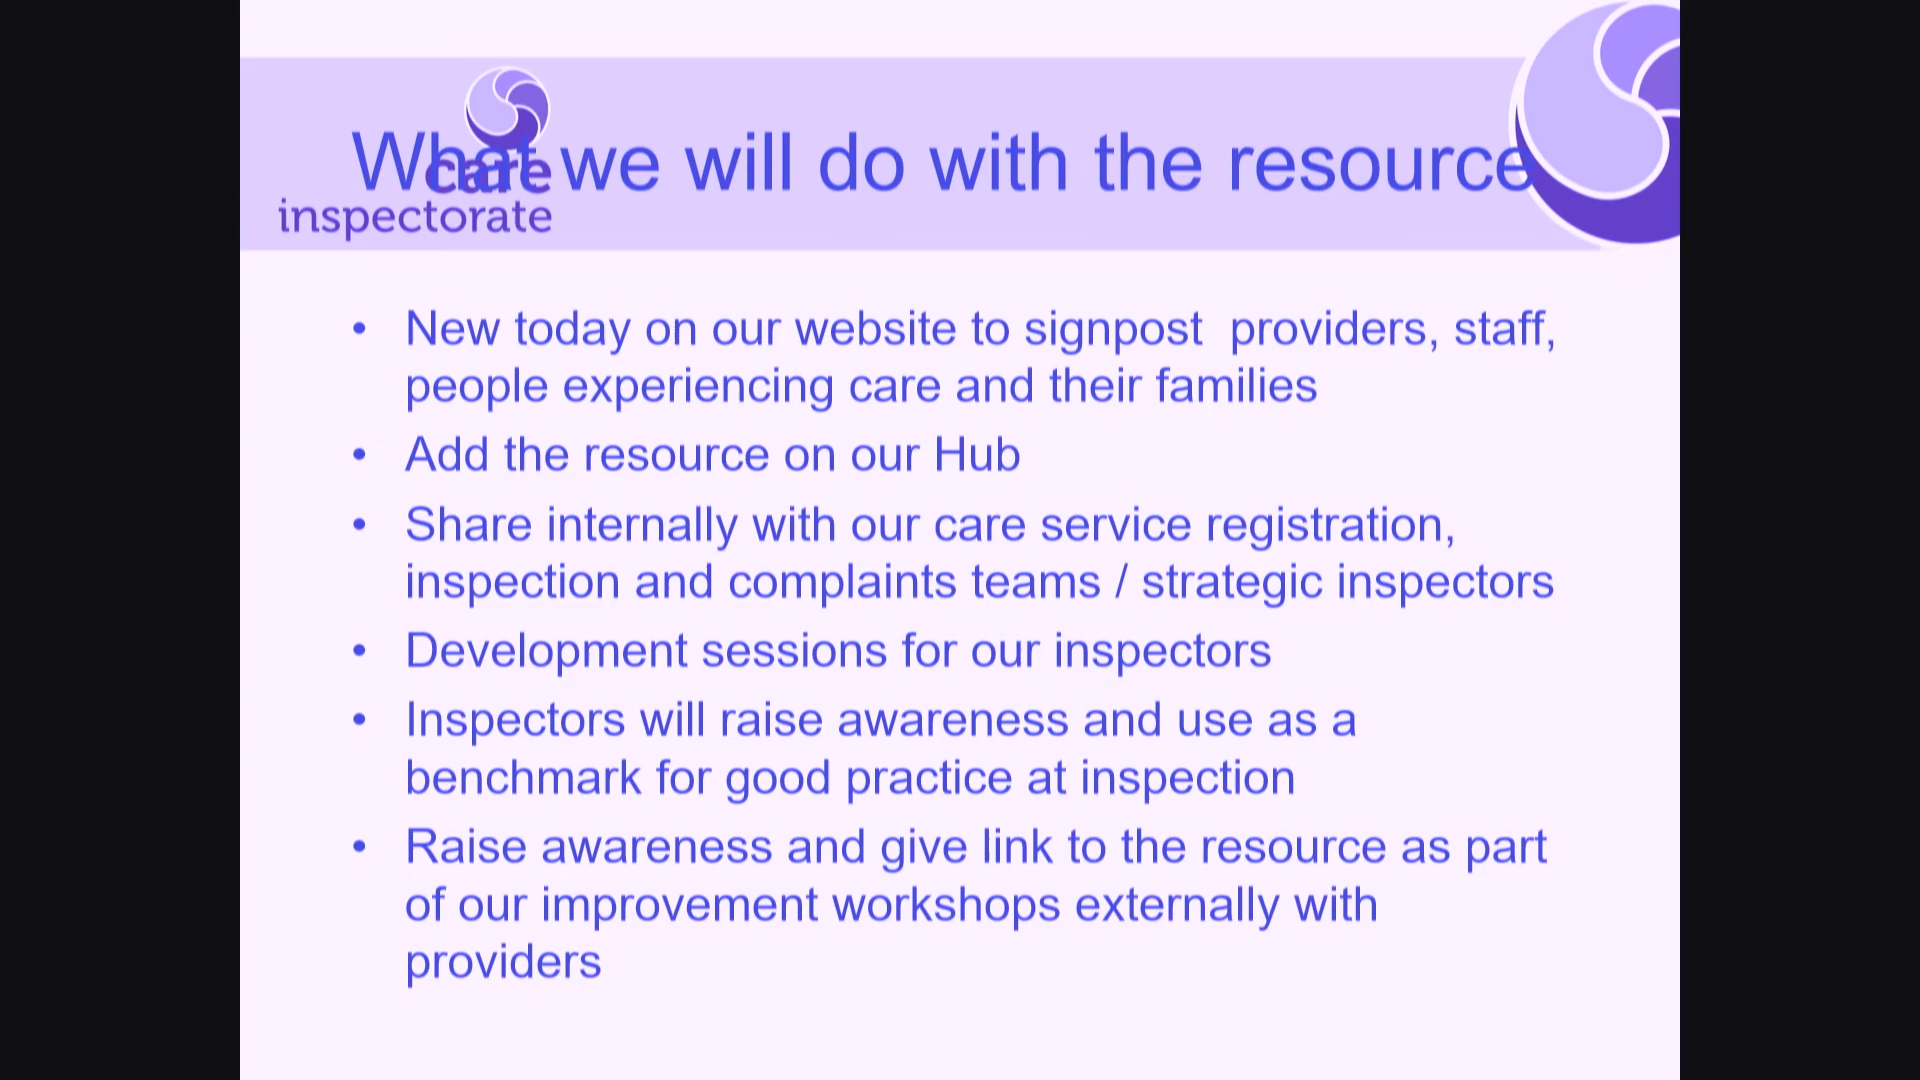 What we will do with the resource
care
inspectorate
• New today on our website to signpost  providers, staff,
people experiencing care and their families
• Add the resource on our Hub
• Share internally with our care service registration,
inspection and complaints teams / strategic inspectors
• Development sessions for our inspectors
• Inspectors will raise awareness and use as a
benchmark for good practice at inspection
• Raise awareness and give link to the resource as part
of our improvement workshops externally with
providers